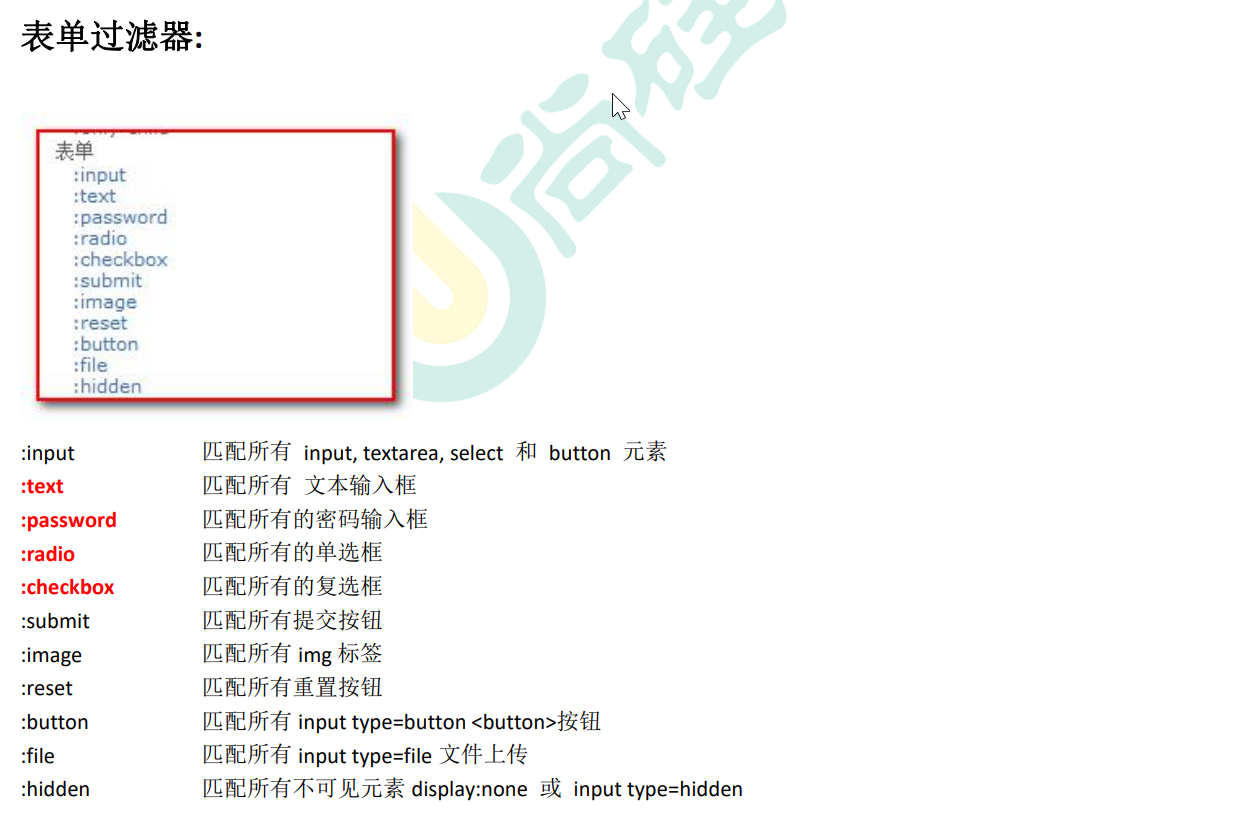 表单过滤器:
表单
:input
:text
:password
:radio
:checkbox
:submit
:image
:reset
:button
:file
:hidden
尚硅
:input 匹配所有 input, textarea, select 和 button 元素
:text 匹配所有 文本输入框
:password 匹配所有的密码输入框
:radio 匹配所有的单选框
:checkbox 匹配所有的复选框
:submit 匹配所有提交按钮
:image 匹配所有 img 标签
:reset 匹配所有重置按钮
:button 匹配所有 input type=button <button>按钮
:file 匹配所有 input type=file 文件上传
:hidden 匹配所有不可见元素 display:none 或 input type=hidden